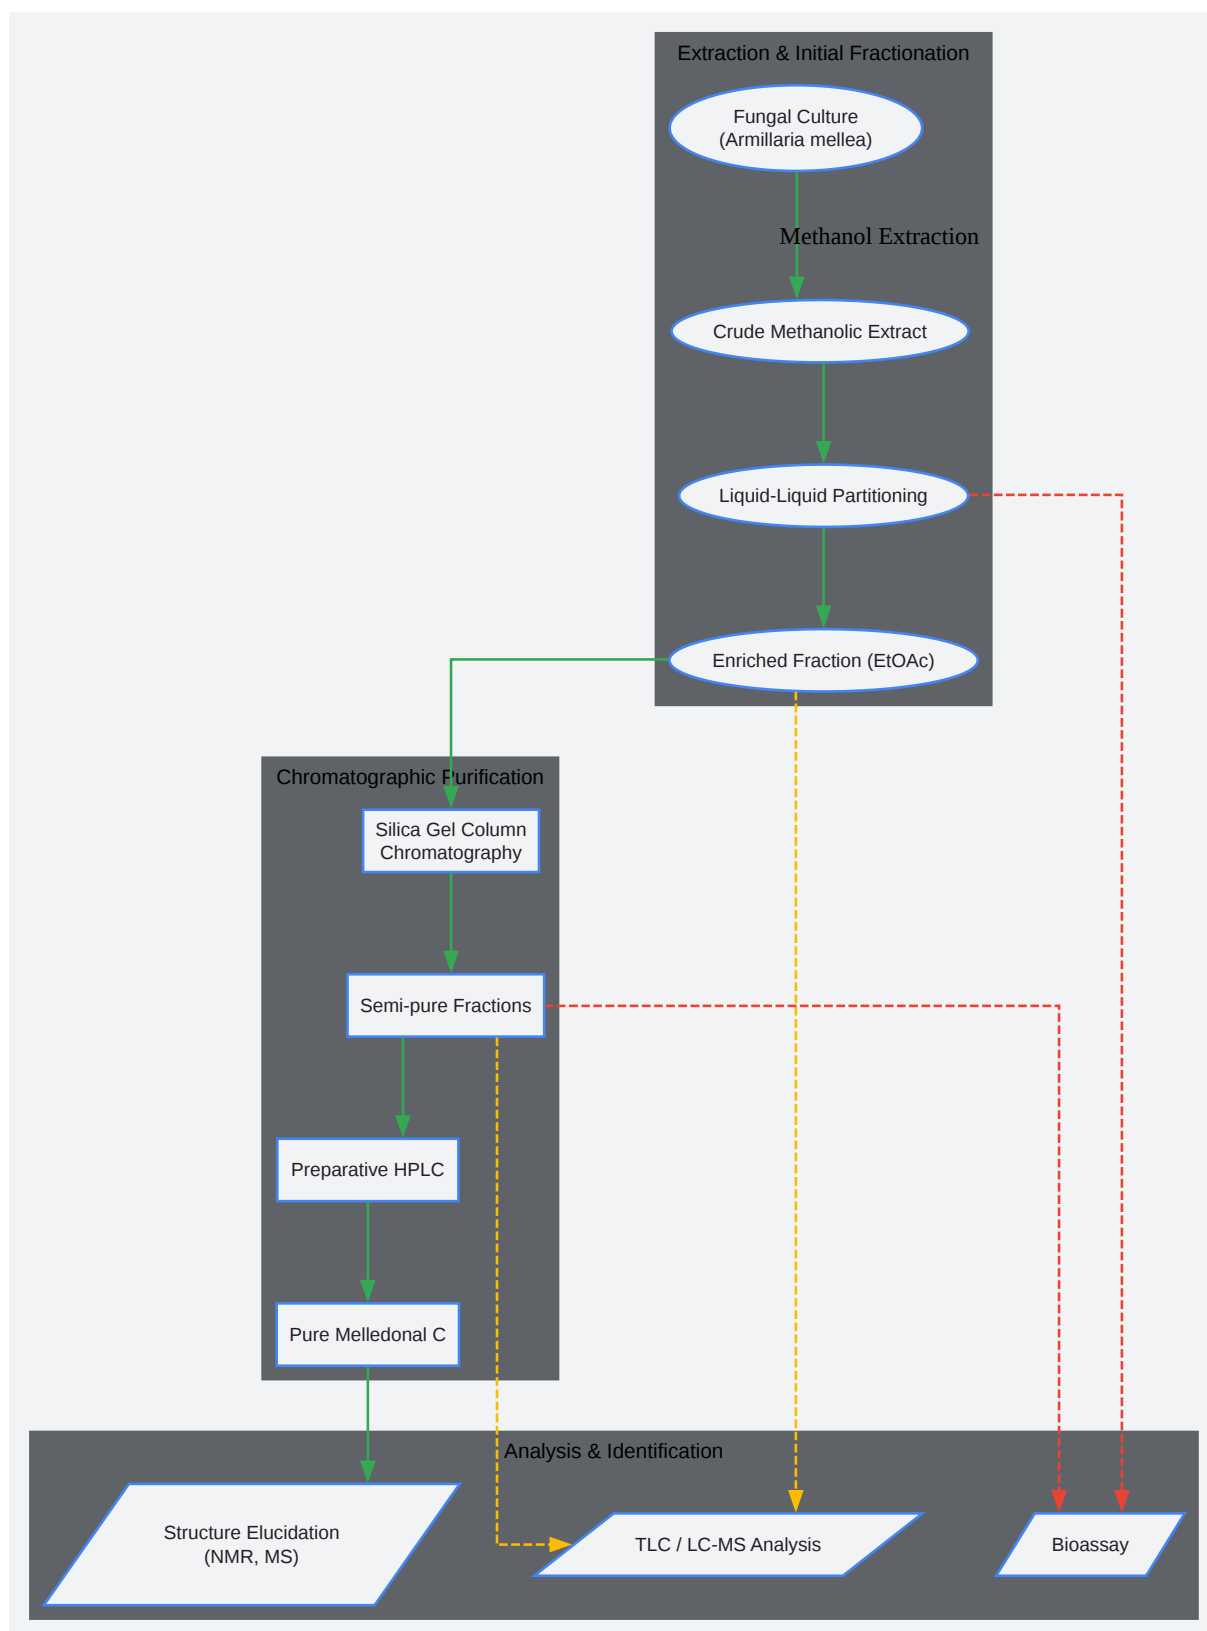 Extraction & Initial Fractionation
Fungal Culture
(Armillaria mellea)
Methanol Extraction
Crude Methanolic Extract
Liquid-Liquid Partitioning
Enriched Fraction (EtOAc)
Chromatographic Purification
Silica Gel Column
Chromatography
Semi-pure Fractions
Preparative HPLC
Pure Melledonal C
Analysis & Identification
Structure Elucidation
(NMR, MS)
TLC / LC-MS Analysis
Bioassay